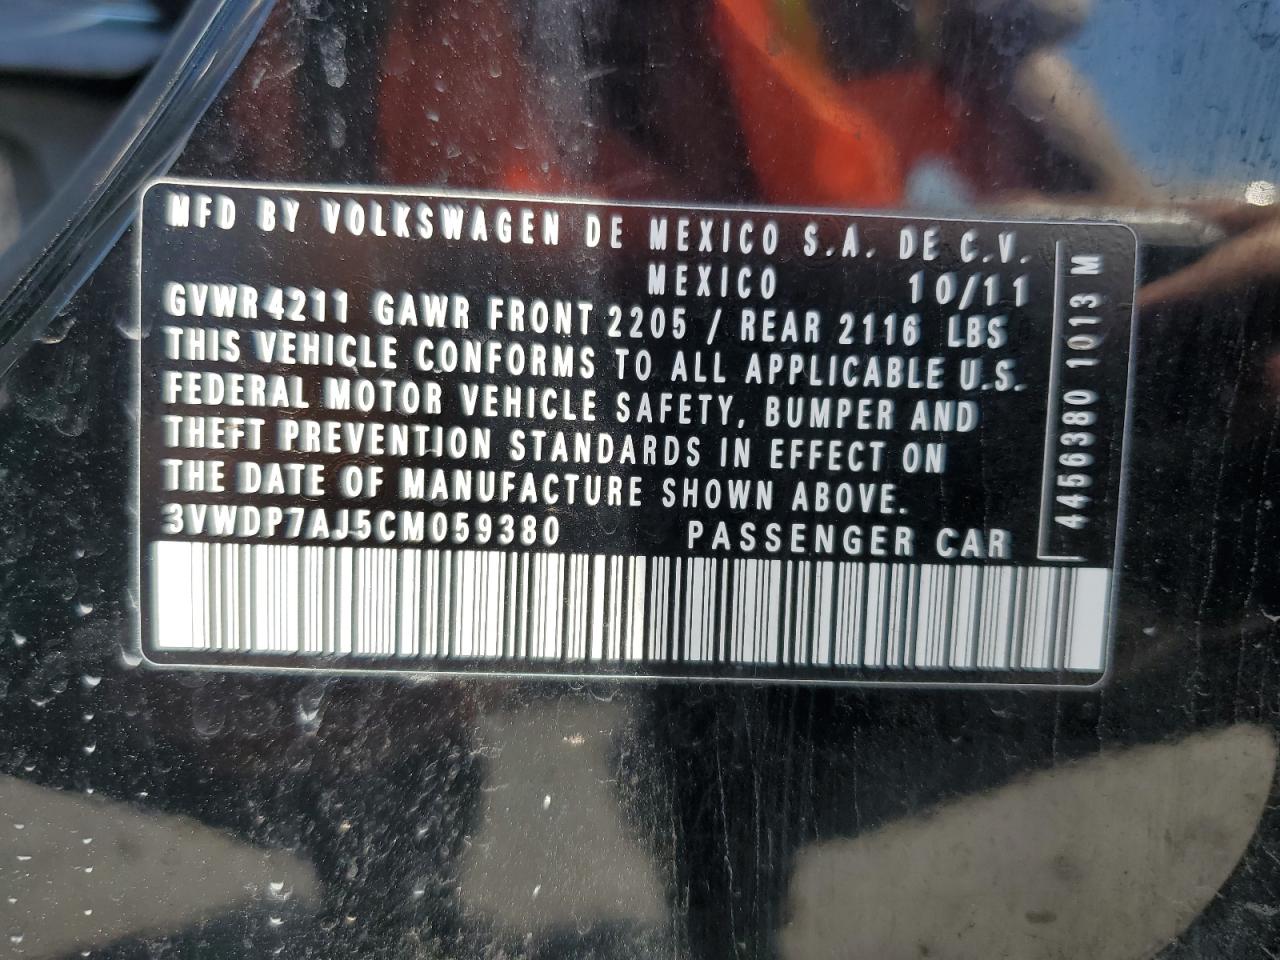 MFD BY VOLKSWAGEN DE MEXICO S.A. DE C.V.
MEXICO 10/11
GVWR 4211 GAWR FRONT 2205 / REAR 2116 LBS
THIS VEHICLE CONFORMS TO ALL APPLICABLE U.S.
FEDERAL MOTOR VEHICLE SAFETY, BUMPER AND
THEFT PREVENTION STANDARDS IN EFFECT ON
THE DATE OF MANUFACTURE SHOWN ABOVE.
3VWDP7AJ5CM059380 PASSENGER CAR
4456380 1013 M